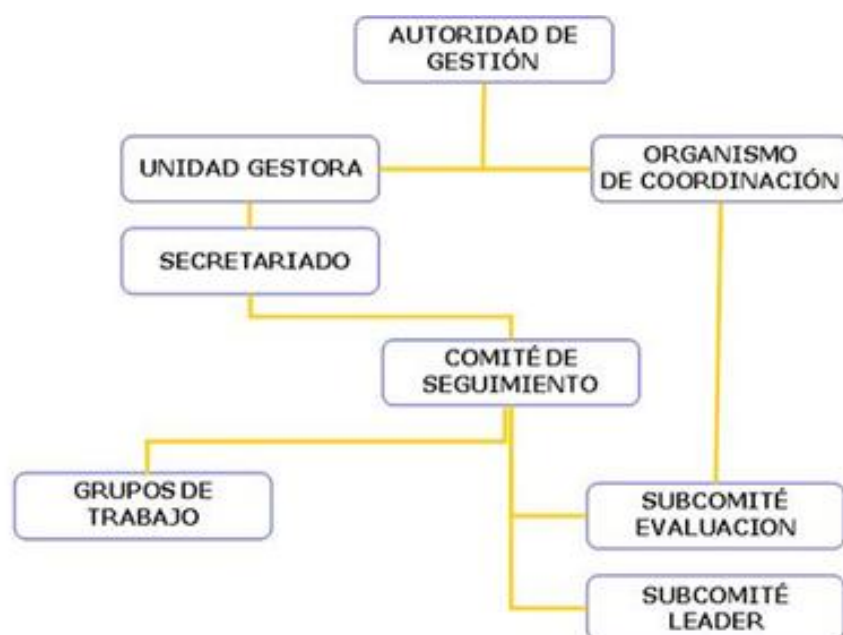 AUTORIDAD DE
GESTIÓN
UNIDAD GESTORA
ORGANISMO
DE COORDINACIÓN
SECRETARIADO
COMITÉ DE
SEGUIMIENTO
GRUPOS DE
TRABAJO
SUBCOMITÉ
EVALUACION
SUBCOMITÉ
LEADER